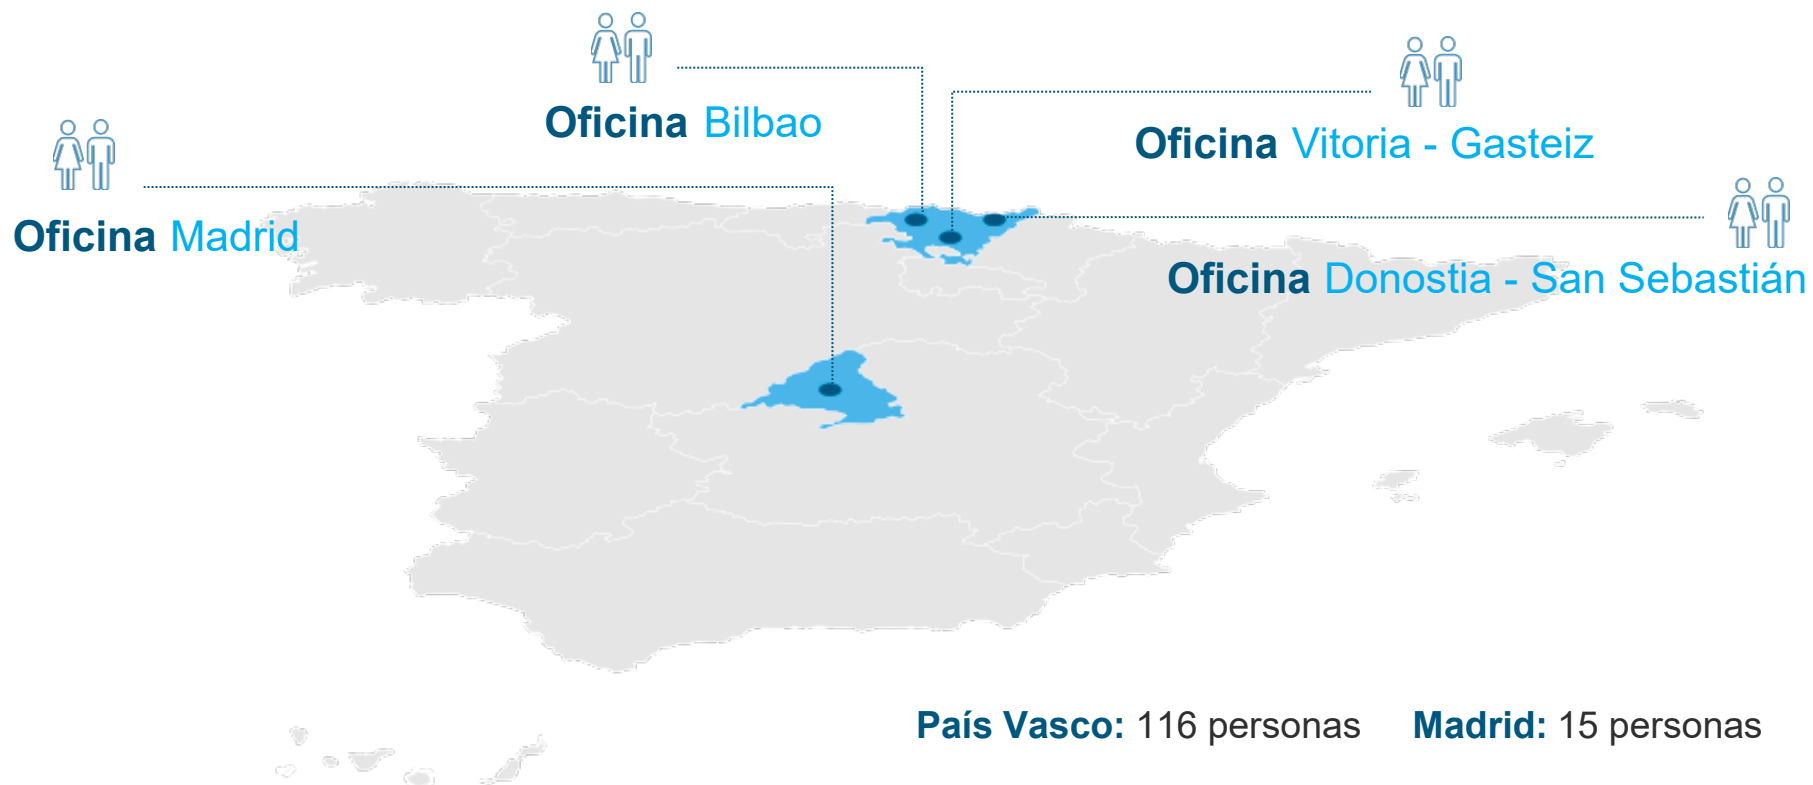 Oficina Bilbao
Oficina Vitoria - Gasteiz
Oficina Madrid
Oficina Donostia - San Sebastián
País Vasco: 116 personas
Madrid: 15 personas